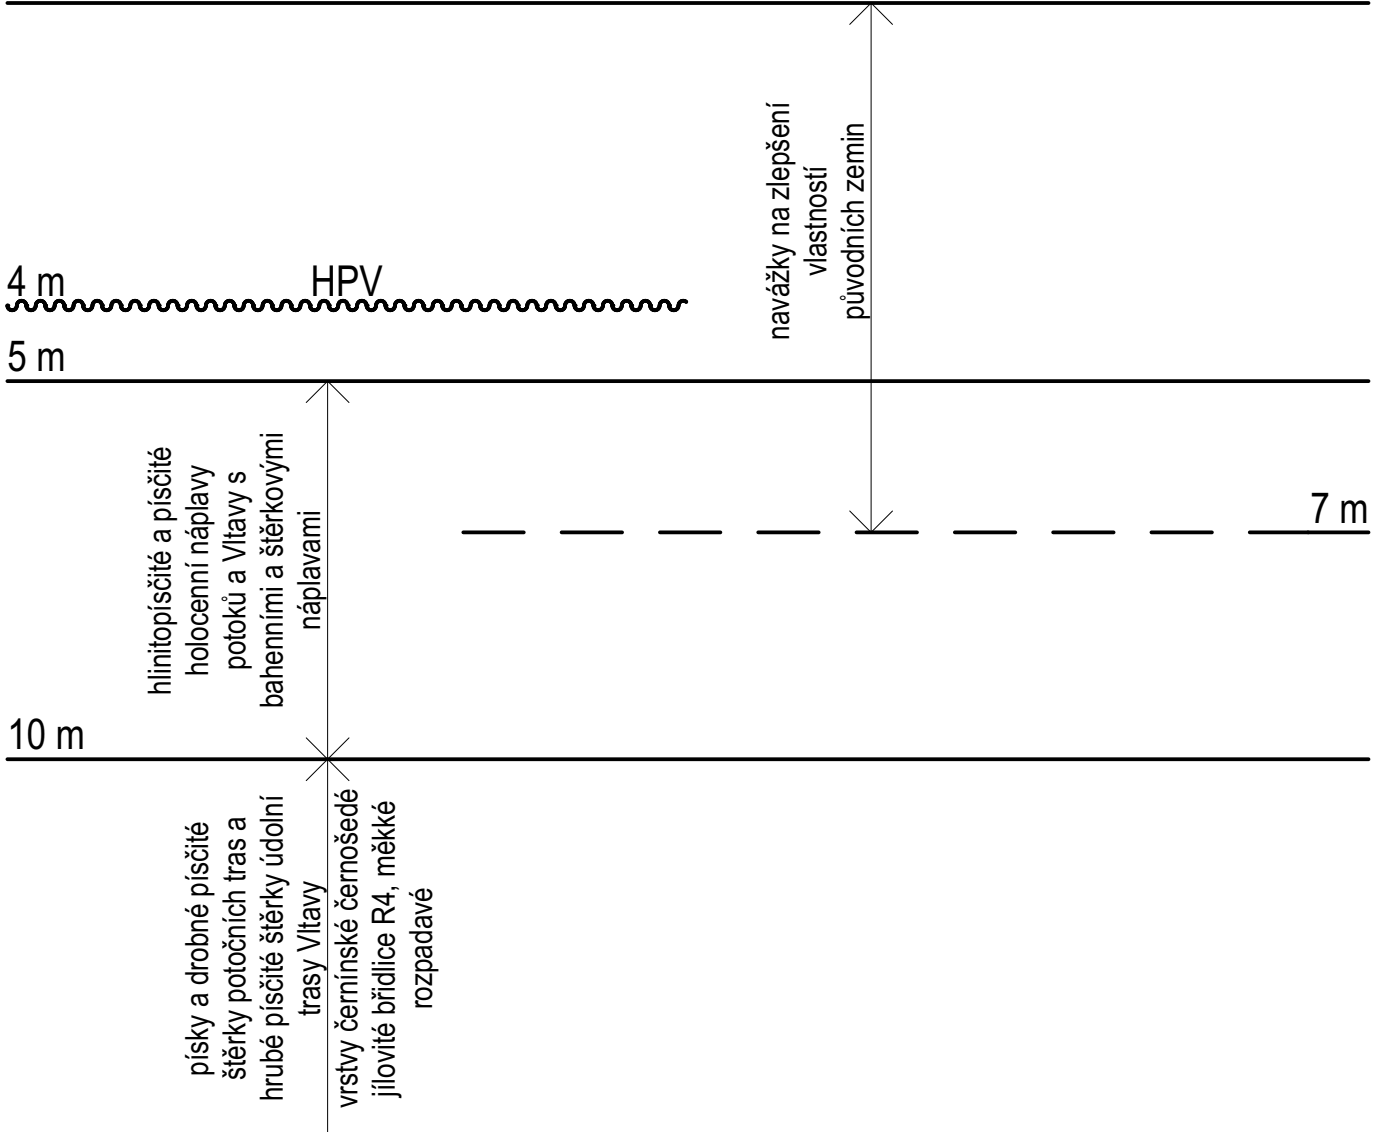 navážky na zlepšení
vlastností
původních zemin
4 m
HPV
5 m
hlinitopísčité a písčité
holocenní náplavy
potoků a Vltavy s
bahenními a štěrkovými
náplavami
7 m
10 m
písky a drobné písčité
štěrky potočních tras a
hrubé písčité štěrky údolní
trasy Vltavy
vrstvy černínské černošedé
jílovité břidlice R4, měkké
rozpadavé